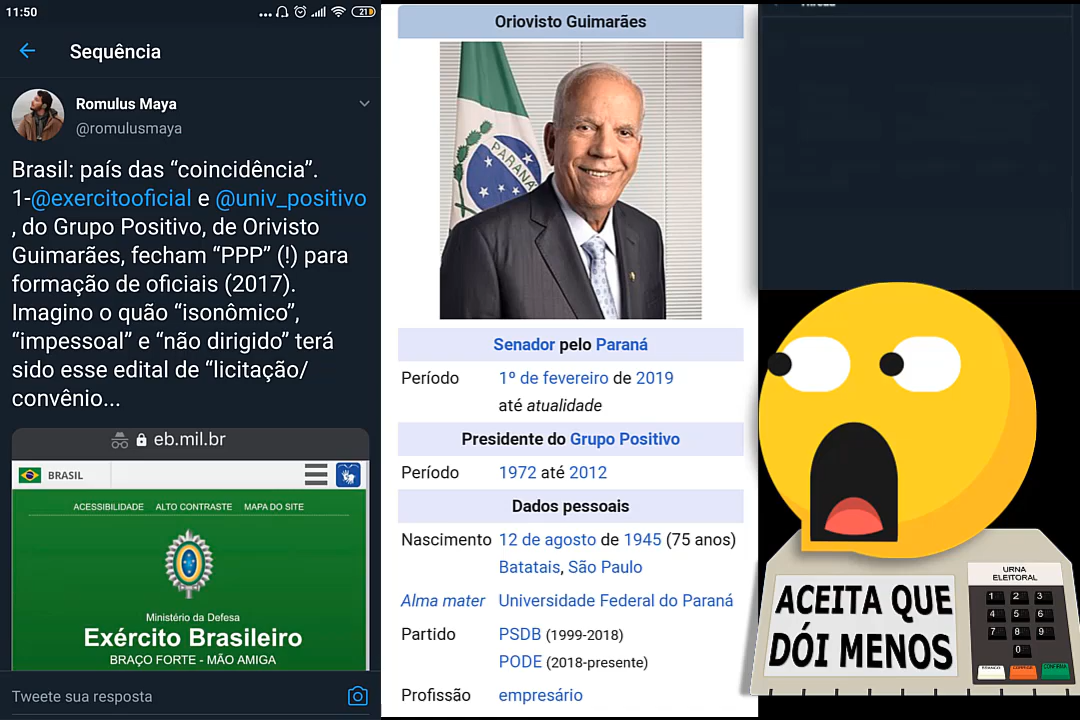 11:50
21
Sequência
Romulus Maya
@romulusmaya
Brasil: país das “coincidência”.
1-@exercitooficial e @univ_positivo
, do Grupo Positivo, de Orivisto
Guimarães, fecham “PPP” (!) para
formação de oficiais (2017).
Imagino o quão “isonômico”,
“impessoal” e “não dirigido” terá
sido esse edital de “licitação/
convênio...
eb.mil.br
BRASIL
ACESSIBILIDADE ALTO CONTRASTE MAPA DO SITE
Ministério da Defesa
Exército Brasileiro
BRAÇO FORTE - MÃO AMIGA
Tweete sua resposta
Oriovisto Guimarães
PARANÁ
Senador pelo Paraná
Período 1º de fevereiro de 2019
até atualidade
Presidente do Grupo Positivo
Período 1972 até 2012
Dados pessoais
Nascimento 12 de agosto de 1945 (75 anos)
Batatais, São Paulo
Alma mater Universidade Federal do Paraná
Partido PSDB (1999-2018)
PODE (2018-presente)
Profissão empresário
URNA
ELEITORAL
1 2 3
4 5 6
7 8 9
0
BRANCO CORRIGE CONFIRMA
ACEITA QUE
DÓI MENOS